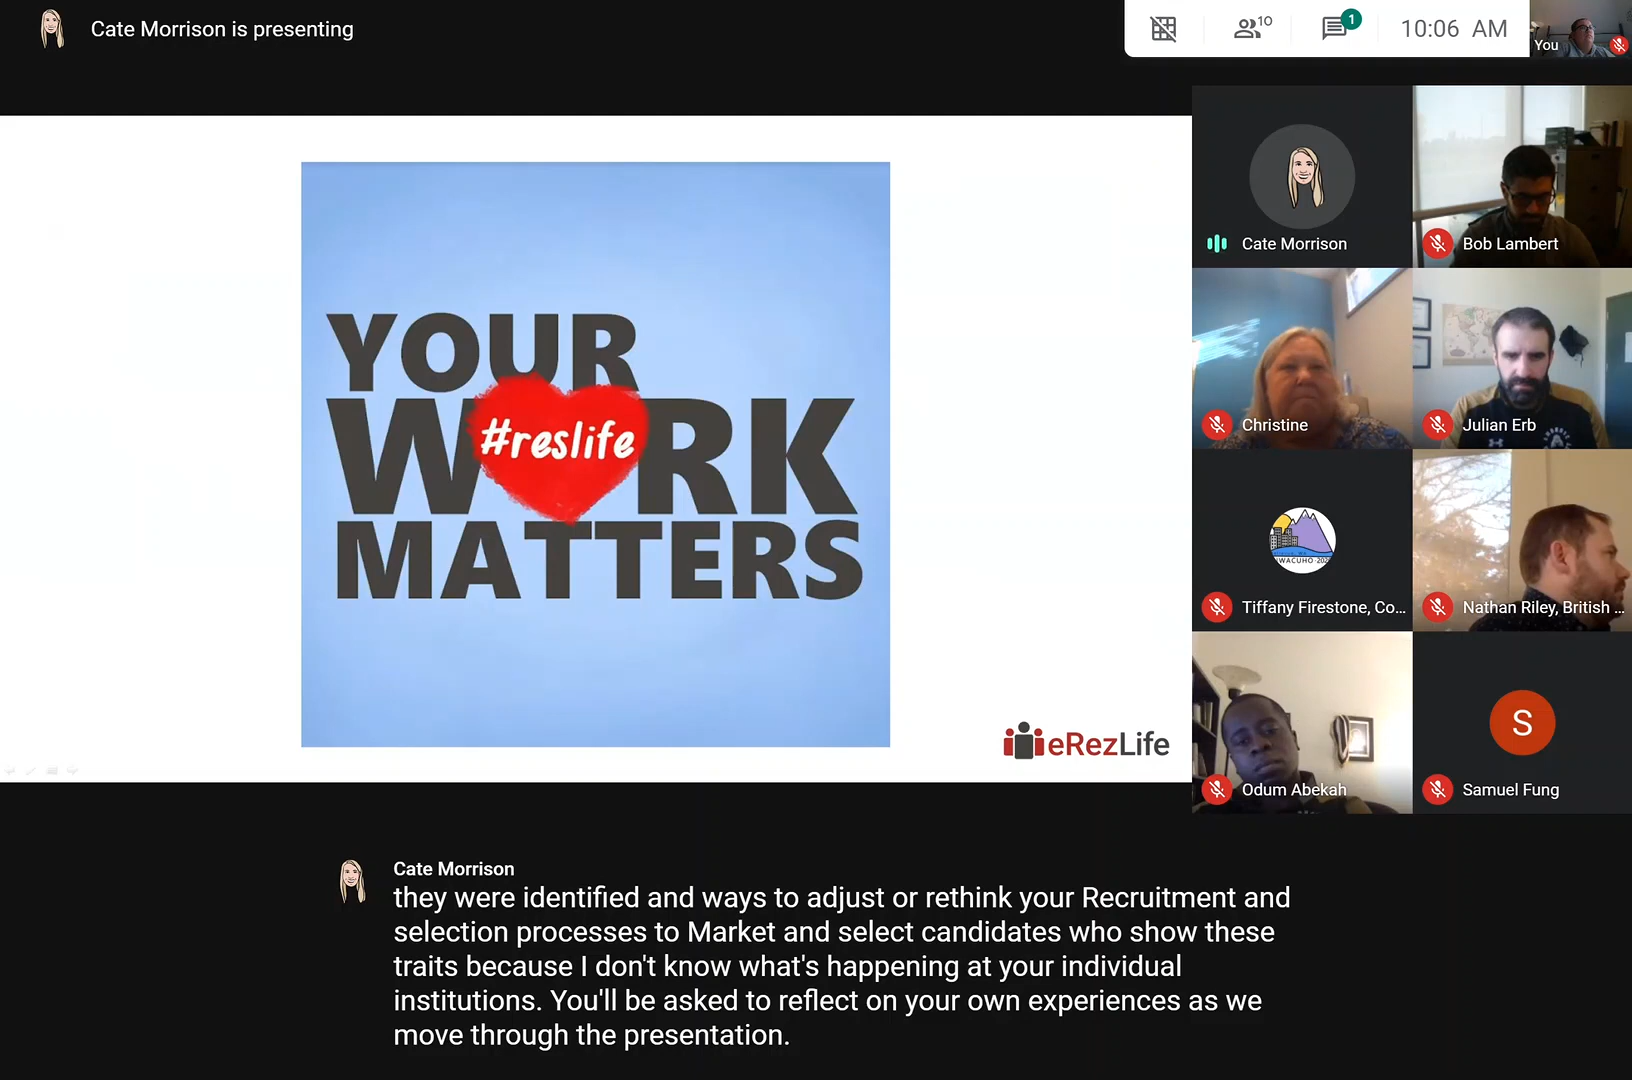 Cate Morrison is presenting
10
1
10:06 AM
You
YOUR
W RK
#reslife
MATTERS
eRezLife
Cate Morrison
Bob Lambert
Christine
Julian Erb
Tiffany Firestone, Co...
Nathan Riley, British ...
Odum Abekah
S
Samuel Fung
Cate Morrison
they were identified and ways to adjust or rethink your Recruitment and
selection processes to Market and select candidates who show these
traits because I don't know what's happening at your individual
institutions. You'll be asked to reflect on your own experiences as we
move through the presentation.